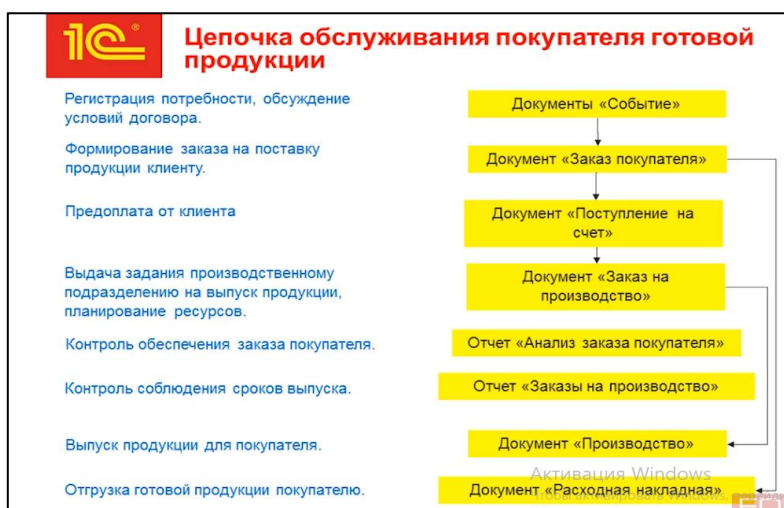 1С®
Цепочка обслуживания покупателя готовой
продукции
Регистрация потребности, обсуждение
условий договора.
Документы «Событие»
Формирование заказа на поставку
продукции клиенту.
Документ «Заказ покупателя»
Предоплата от клиента
Документ «Поступление на
счет»
Выдача задания производственному
подразделению на выпуск продукции,
планирование ресурсов.
Документ «Заказ на
производство»
Контроль обеспечения заказа покупателя.
Отчет «Анализ заказа покупателя»
Контроль соблюдения сроков выпуска.
Отчет «Заказы на производство»
Выпуск продукции для покупателя.
Документ «Производство»
Активация Windows
Отгрузка готовой продукции покупателю.
Документ «Расходная накладная»